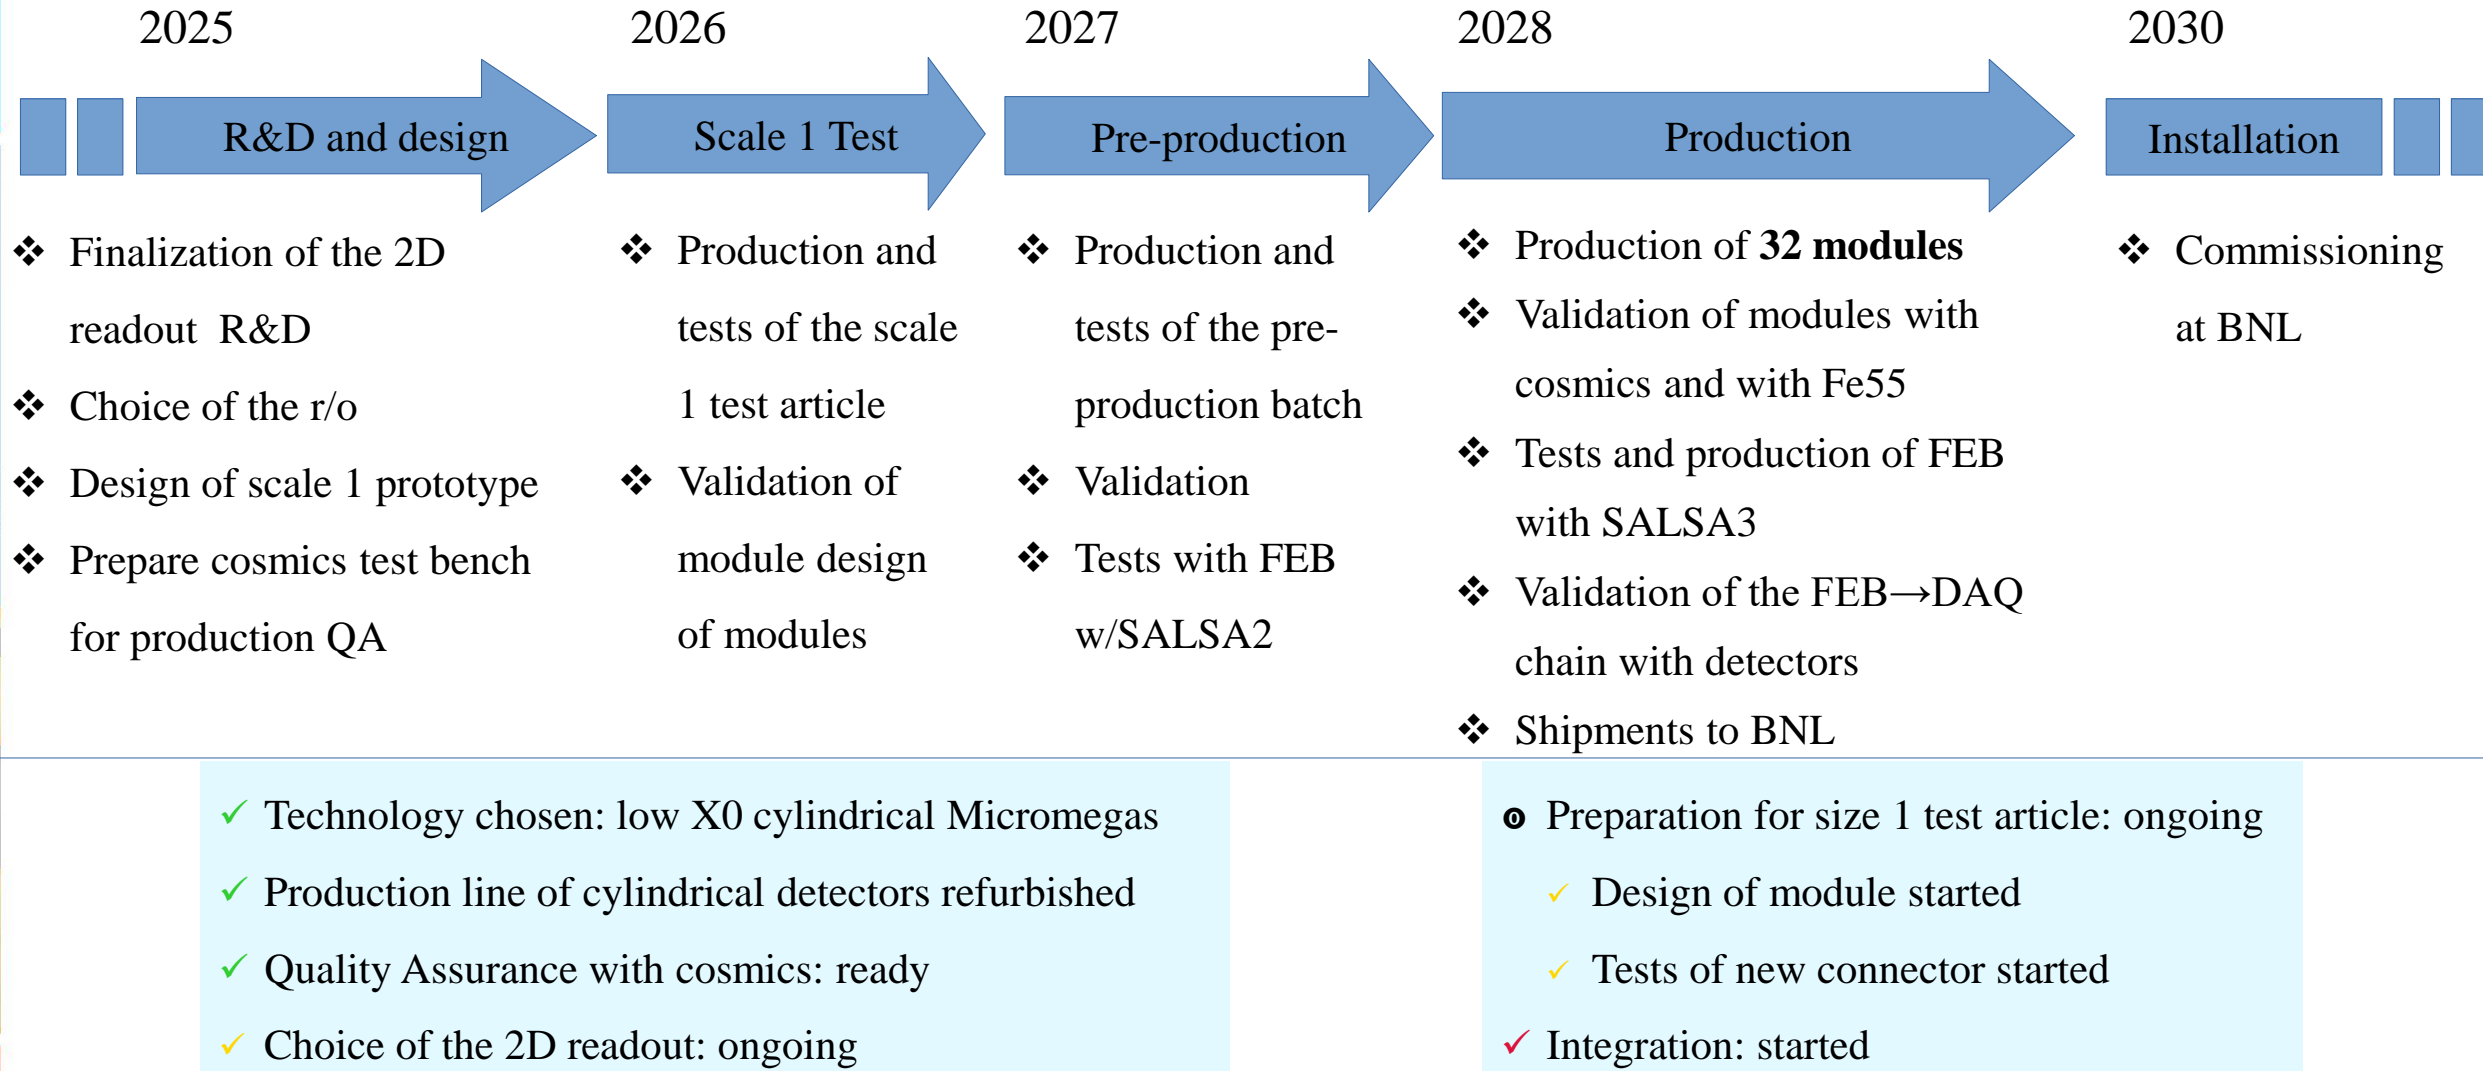 2025
2026
2027
2028
2030
R&D and design
Scale 1 Test
Pre-production
Production
Installation
❖ Finalization of the 2D
readout R&D
❖ Choice of the r/o
❖ Design of scale 1 prototype
❖ Prepare cosmics test bench
for production QA
❖ Production and
tests of the scale
1 test article
❖ Validation of
module design
of modules
❖ Production and
tests of the pre-
production batch
❖ Validation
❖ Tests with FEB
w/SALSA2
❖ Production of 32 modules
❖ Validation of modules with
cosmics and with Fe55
❖ Tests and production of FEB
with SALSA3
❖ Validation of the FEB→DAQ
chain with detectors
❖ Shipments to BNL
❖ Commissioning
at BNL
✓ Technology chosen: low X0 cylindrical Micromegas
✓ Production line of cylindrical detectors refurbished
✓ Quality Assurance with cosmics: ready
✓ Choice of the 2D readout: ongoing
⓿ Preparation for size 1 test article: ongoing
✓ Design of module started
✓ Tests of new connector started
✓ Integration: started